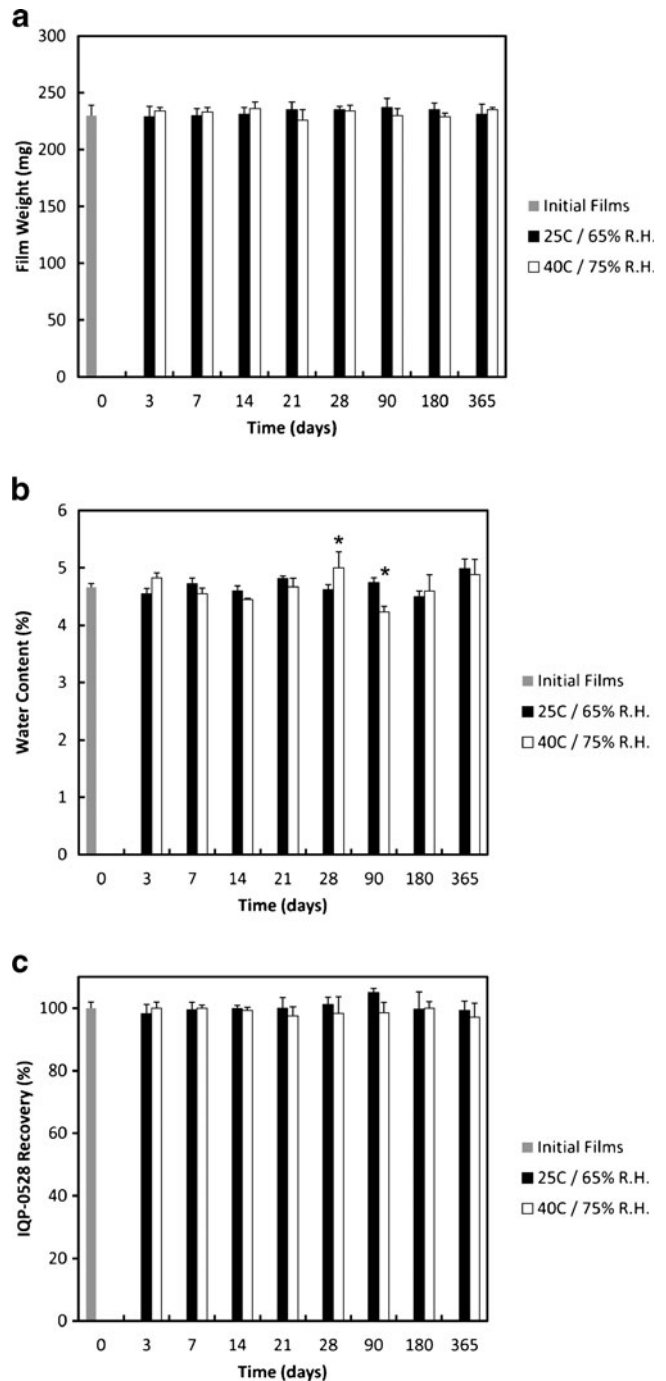 a
300
250
200
150
100
50
0
Film Weight (mg)
0 3 7 14 21 28 90 180 365
Time (days)
Initial Films
25C / 65% R.H.
40C / 75% R.H.
b
6
5
4
3
2
1
0
Water Content (%)
* *
0 3 7 14 21 28 90 180 365
Time (days)
Initial Films
25C / 65% R.H.
40C / 75% R.H.
c
100
80
60
40
20
0
IQP-0528 Recovery (%)
0 3 7 14 21 28 90 180 365
Time (days)
Initial Films
25C / 65% R.H.
40C / 75% R.H.